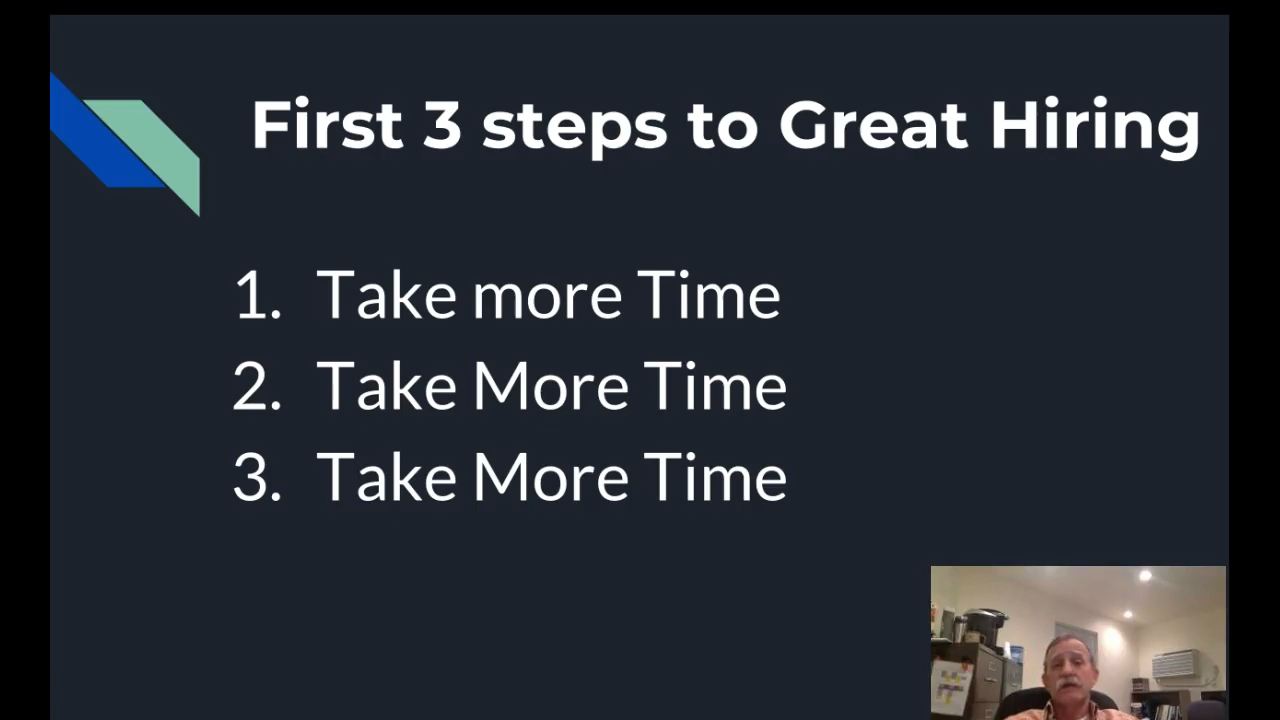 First 3 steps to Great Hiring
1. Take more Time
2. Take More Time
3. Take More Time